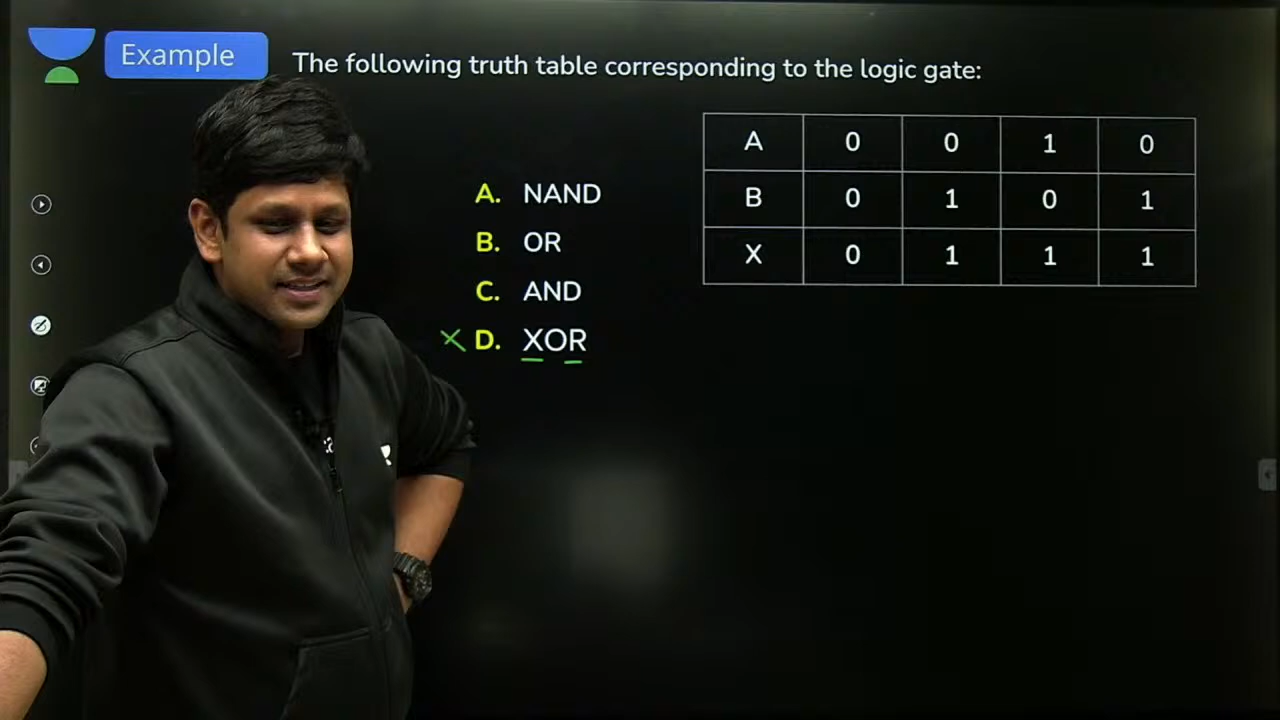 Example
The following truth table corresponding to the logic gate:
A. NAND
B. OR
C. AND
X D. XOR
A 0 0 1 0
B 0 1 0 1
X 0 1 1 1